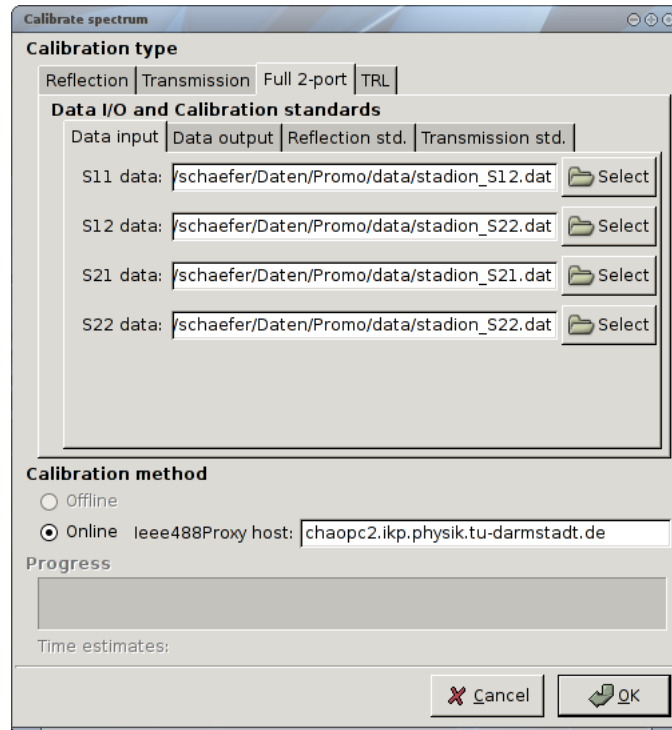 Calibrate spectrum
Calibration type
Reflection Transmission Full 2-port TRL
Data I/O and Calibration standards
Data input Data output Reflection std. Transmission std.
S11 data: /schaefer/Daten/Promo/data/stadion_S12.dat Select
S12 data: /schaefer/Daten/Promo/data/stadion_S22.dat Select
S21 data: /schaefer/Daten/Promo/data/stadion_S21.dat Select
S22 data: /schaefer/Daten/Promo/data/stadion_S22.dat Select
Calibration method
Offline
Online Ieee488Proxy host: chaopc2.ikp.physik.tu-darmstadt.de
Progress
Time estimates:
Cancel OK